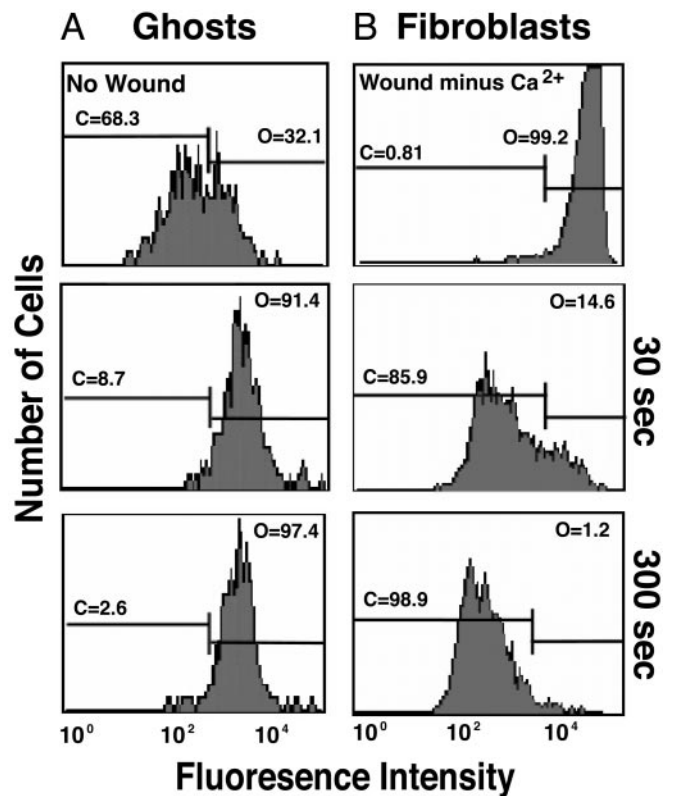 A Ghosts
B Fibroblasts
No Wound
C=68.3
O=32.1
Wound minus Ca2+
O=99.2
C=0.81
O=91.4
C=8.7
O=14.6
C=85.9
30 sec
O=97.4
C=2.6
O=1.2
C=98.9
300 sec
Number of Cells
10^0 10^2 10^4
10^0 10^2 10^4
Fluoresence Intensity